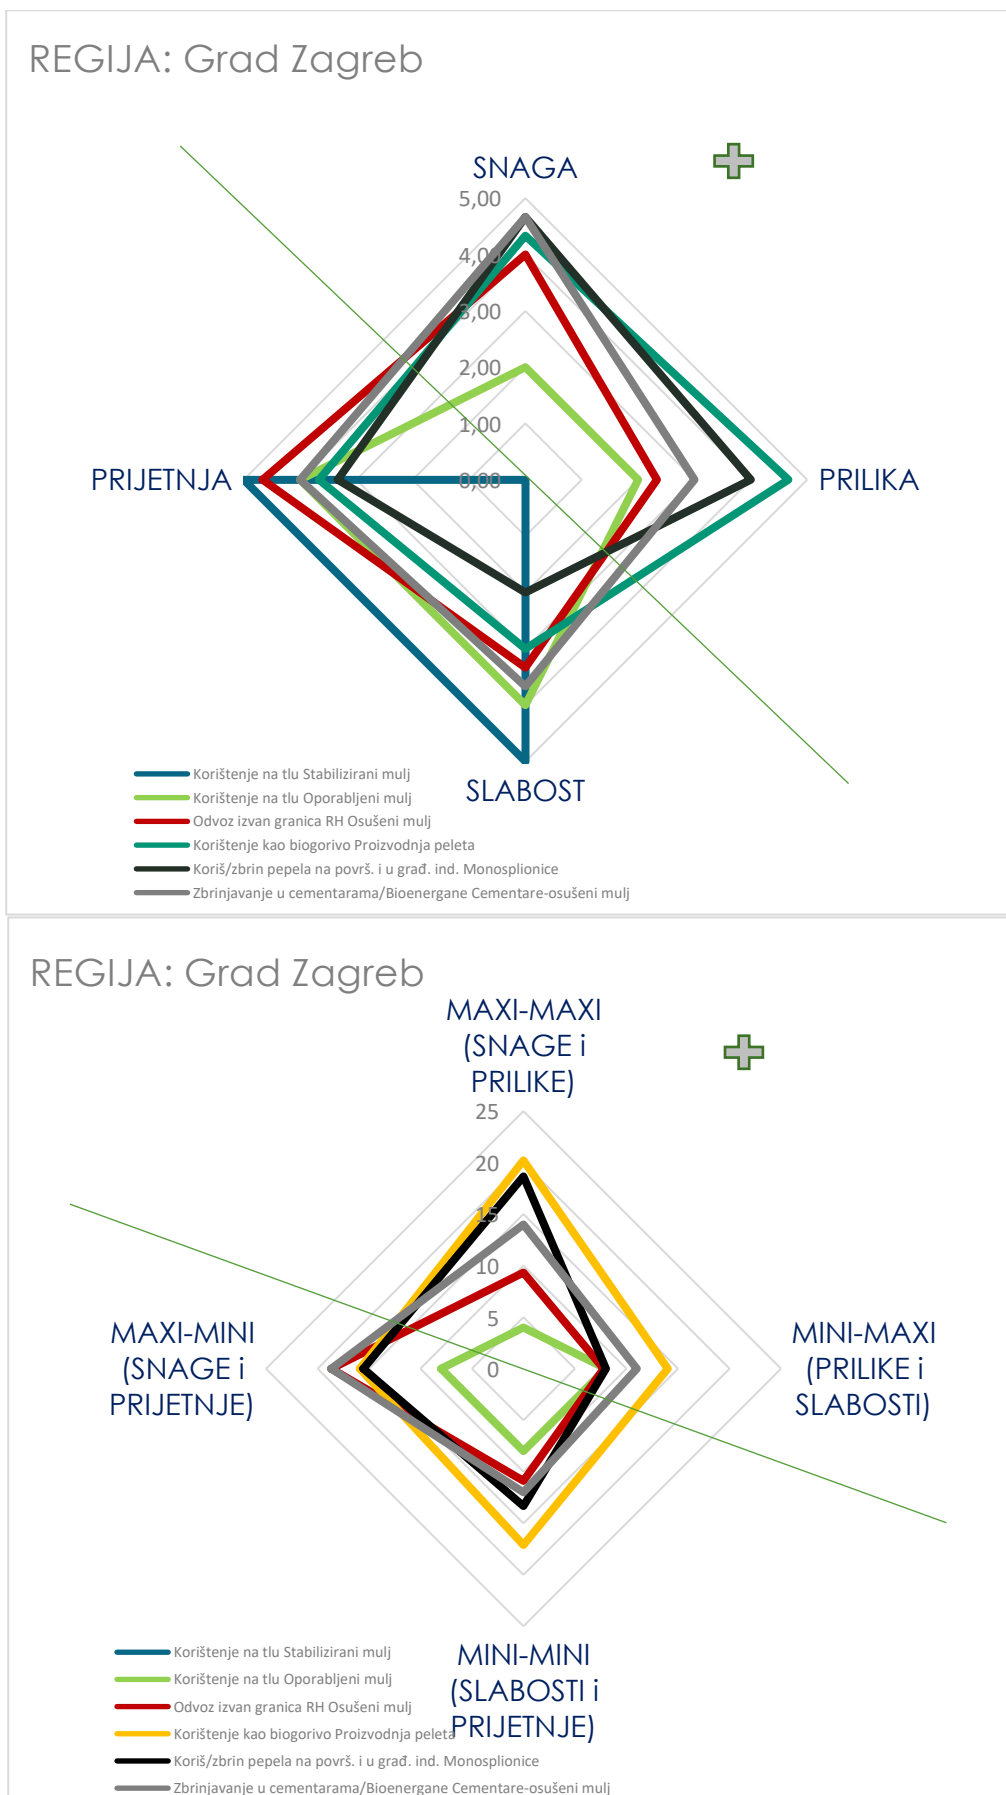 REGIJA: Grad Zagreb
SNAGA
5,00
4,00
3,00
2,00
1,00
0,00
PRIJETNJA
PRILIKA
SLABOST
Korištenje na tlu Stabilizirani mulj
Korištenje na tlu Oporabljeni mulj
Odvoz izvan granica RH Osušeni mulj
Korištenje kao biogorivo Proizvodnja peleta
Koriš/zbrin pepela na površ. i u građ. ind. Monosplionice
Zbrinjavanje u cementarama/Bioenergane Cementare-osušeni mulj
REGIJA: Grad Zagreb
MAXI-MAXI
(SNAGE i
PRILIKE)
25
20
15
10
5
0
MAXI-MINI
(SNAGE i
PRIJETNJE)
MINI-MAXI
(PRILIKE i
SLABOSTI)
MINI-MINI
(SLABOSTI i
PRIJETNJE)
Korištenje na tlu Stabilizirani mulj
Korištenje na tlu Oporabljeni mulj
Odvoz izvan granica RH Osušeni mulj
Korištenje kao biogorivo Proizvodnja peleta
Koriš/zbrin pepela na površ. i u građ. ind. Monosplionice
Zbrinjavanje u cementarama/Bioenergane Cementare-osušeni mulj